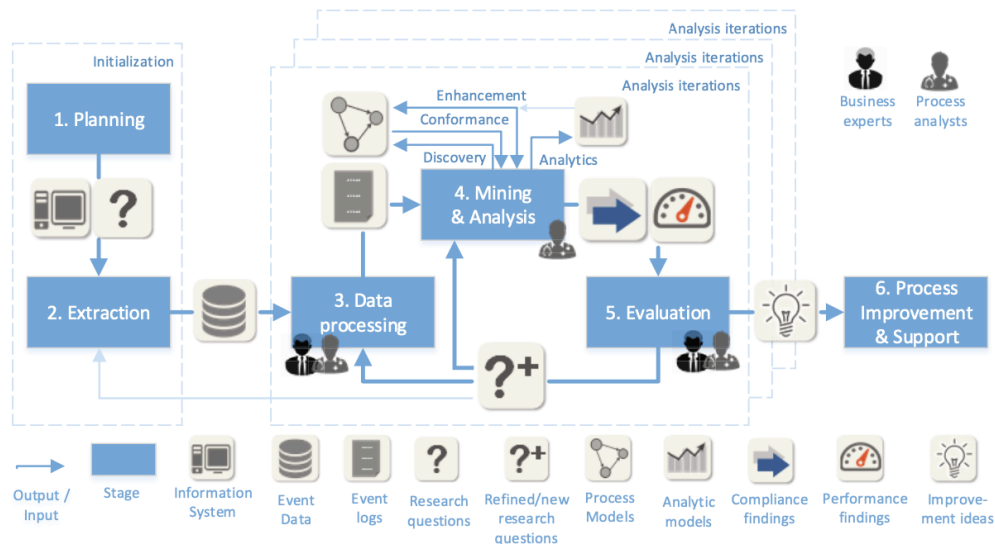 Analysis iterations
Analysis iterations
Analysis iterations
Initialization
Business
experts
Process
analysts
1. Planning
Enhancement
Conformance
Discovery
Analytics
4. Mining
& Analysis
?
2. Extraction
3. Data
processing
5. Evaluation
6. Process
Improvement
& Support
?+
? ?+
Output /
Input
Stage
Information
System
Event
Data
Event
logs
Research
questions
Refined/new
research
questions
Process
Models
Analytic
models
Compliance
findings
Performance
findings
Improve-
ment ideas